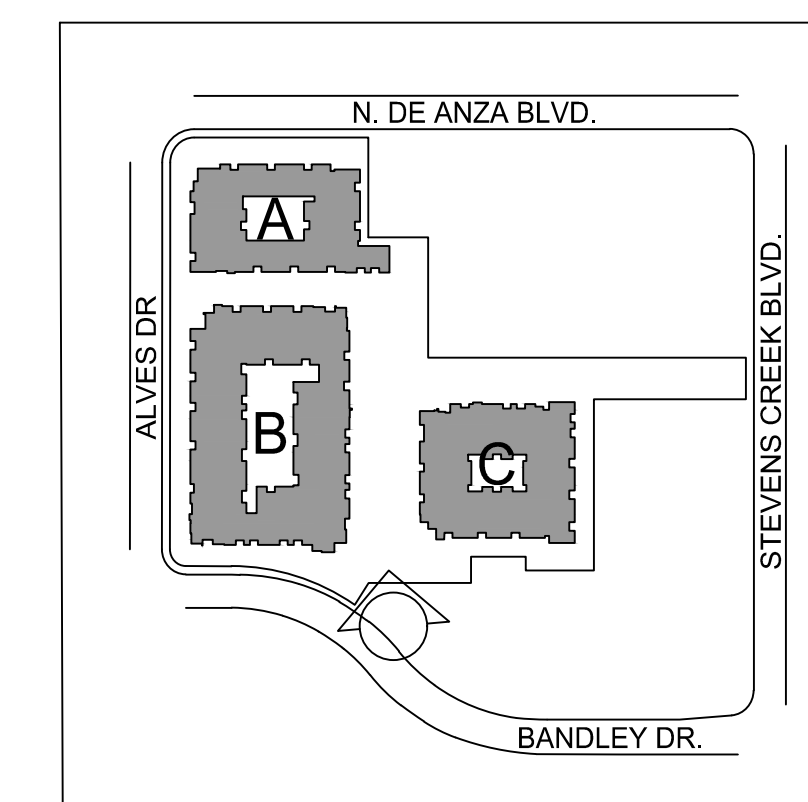 N. DE ANZA BLVD.
A
ALVES DR
STEVENS CREEK BLVD.
B
C
BANDLEY DR.